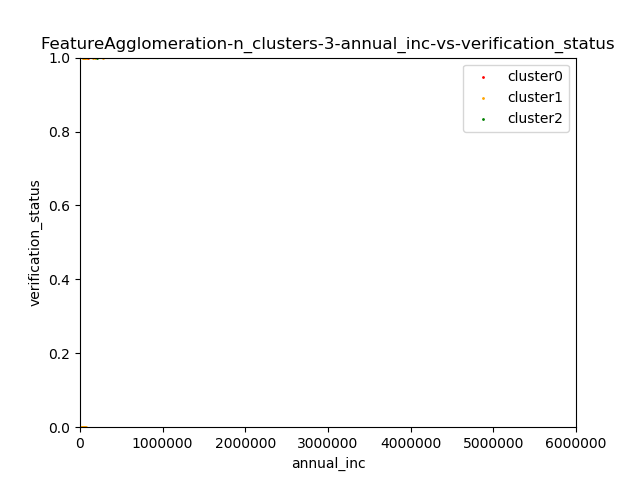 FeatureAgglomeration-n_clusters-3-annual_inc-vs-verification_status
cluster0
cluster1
cluster2
1.0
0.8
0.6
0.4
0.2
0.0
verification_status
0 1000000 2000000 3000000 4000000 5000000 6000000
annual_inc